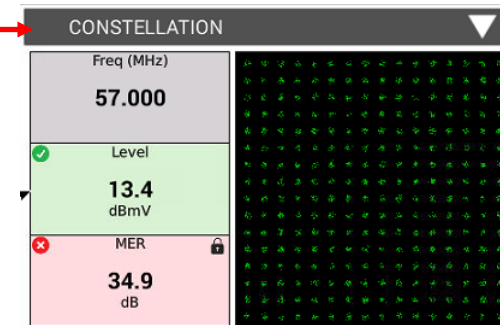 CONSTELLATION
Freq (MHz)
57.000
Level
13.4
dBmV
MER
34.9
dB